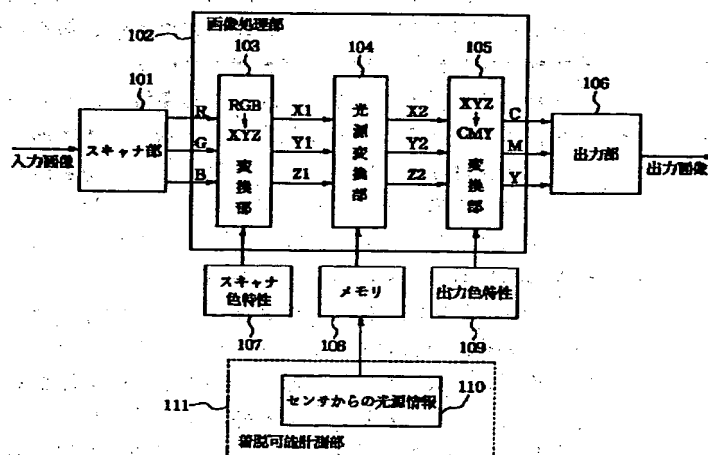 102
画像処理部
103
104
105
101
106
スキャナ部
入力画像
R
G
B
RGB
↓
XYZ
変換部
X1
Y1
Z1
光源変換部
X2
Y2
Z2
XYZ
↓
CMY
変換部
C
M
Y
出力部
出力画像
スキャナ
色特性
メモリ
出力色特性
107
108
109
111
センサからの光源情報
110
着脱可能計測部